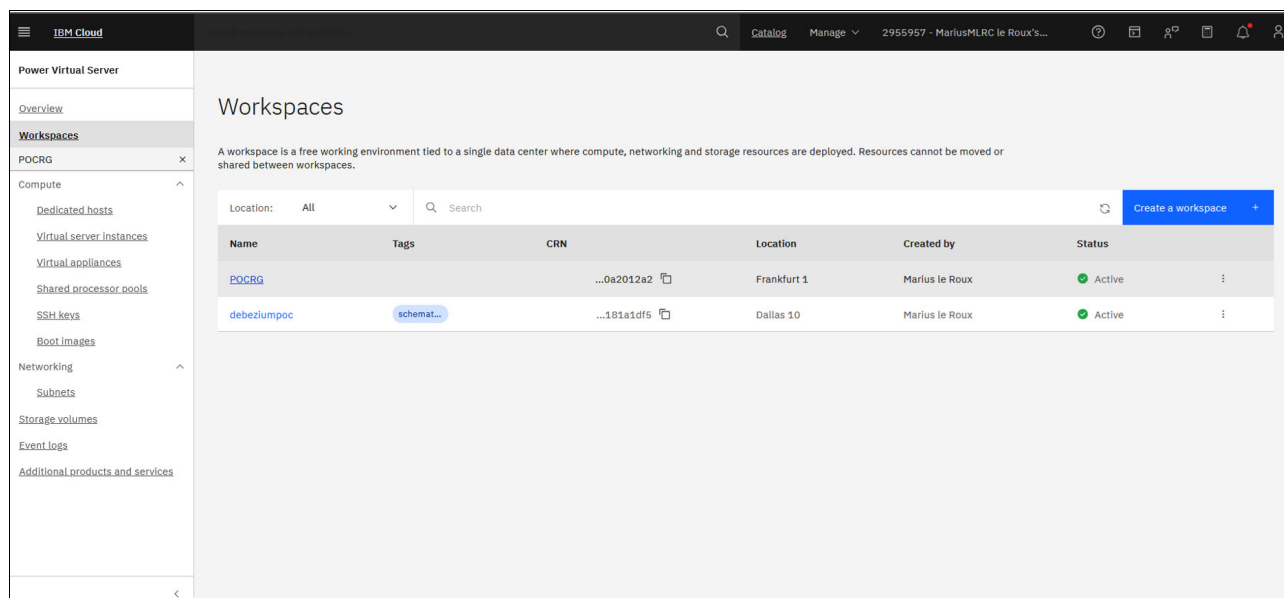 IBM Cloud
Catalog
Manage
2955957 - MariusMLRC le Roux's...
Power Virtual Server
Overview
Workspaces
POCRG
Compute
Dedicated hosts
Virtual server instances
Virtual appliances
Shared processor pools
SSH keys
Boot images
Networking
Subnets
Storage volumes
Event logs
Additional products and services
Workspaces
A workspace is a free working environment tied to a single data center where compute, networking and storage resources are deployed. Resources cannot be moved or
shared between workspaces.
Location: All
Search
Create a workspace +
Name Tags CRN Location Created by Status
POCRG ...0a2012a2 Frankfurt 1 Marius le Roux Active
debeziumpoc schemat... ...181a1df5 Dallas 10 Marius le Roux Active